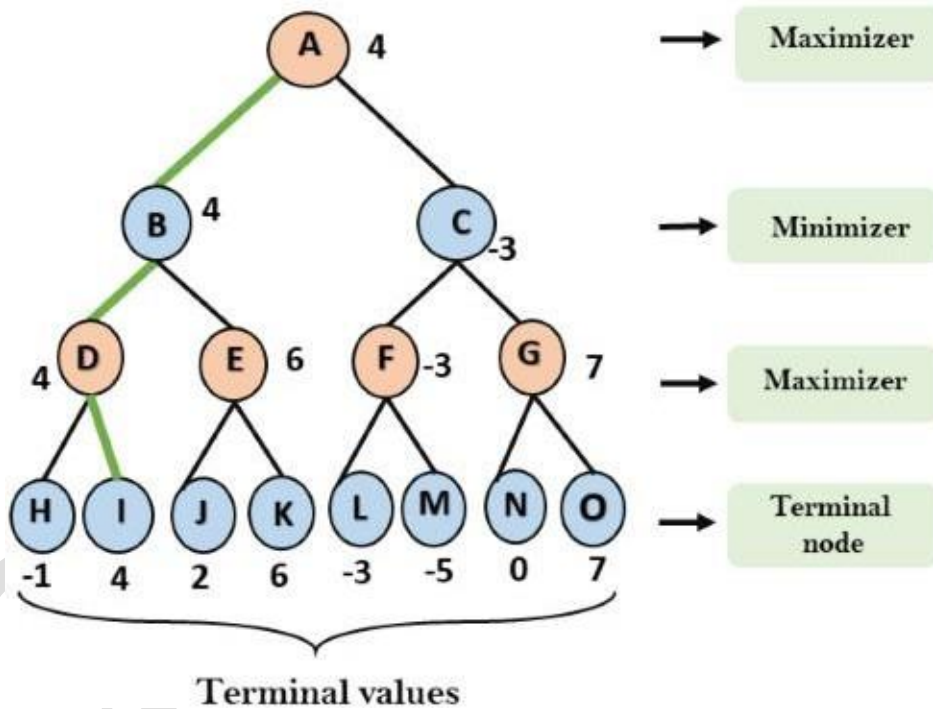 A 4 Maximizer
B 4 C -3 Minimizer
D 4 E 6 F -3 G 7 Maximizer
H I J K L M N O Terminal
node
-1 4 2 6 -3 -5 0 7
Terminal values